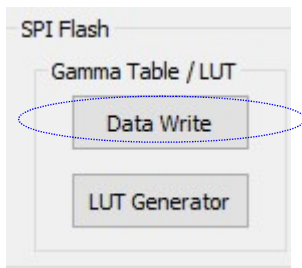 SPI Flash
Gamma Table / LUT
Data Write
LUT Generator